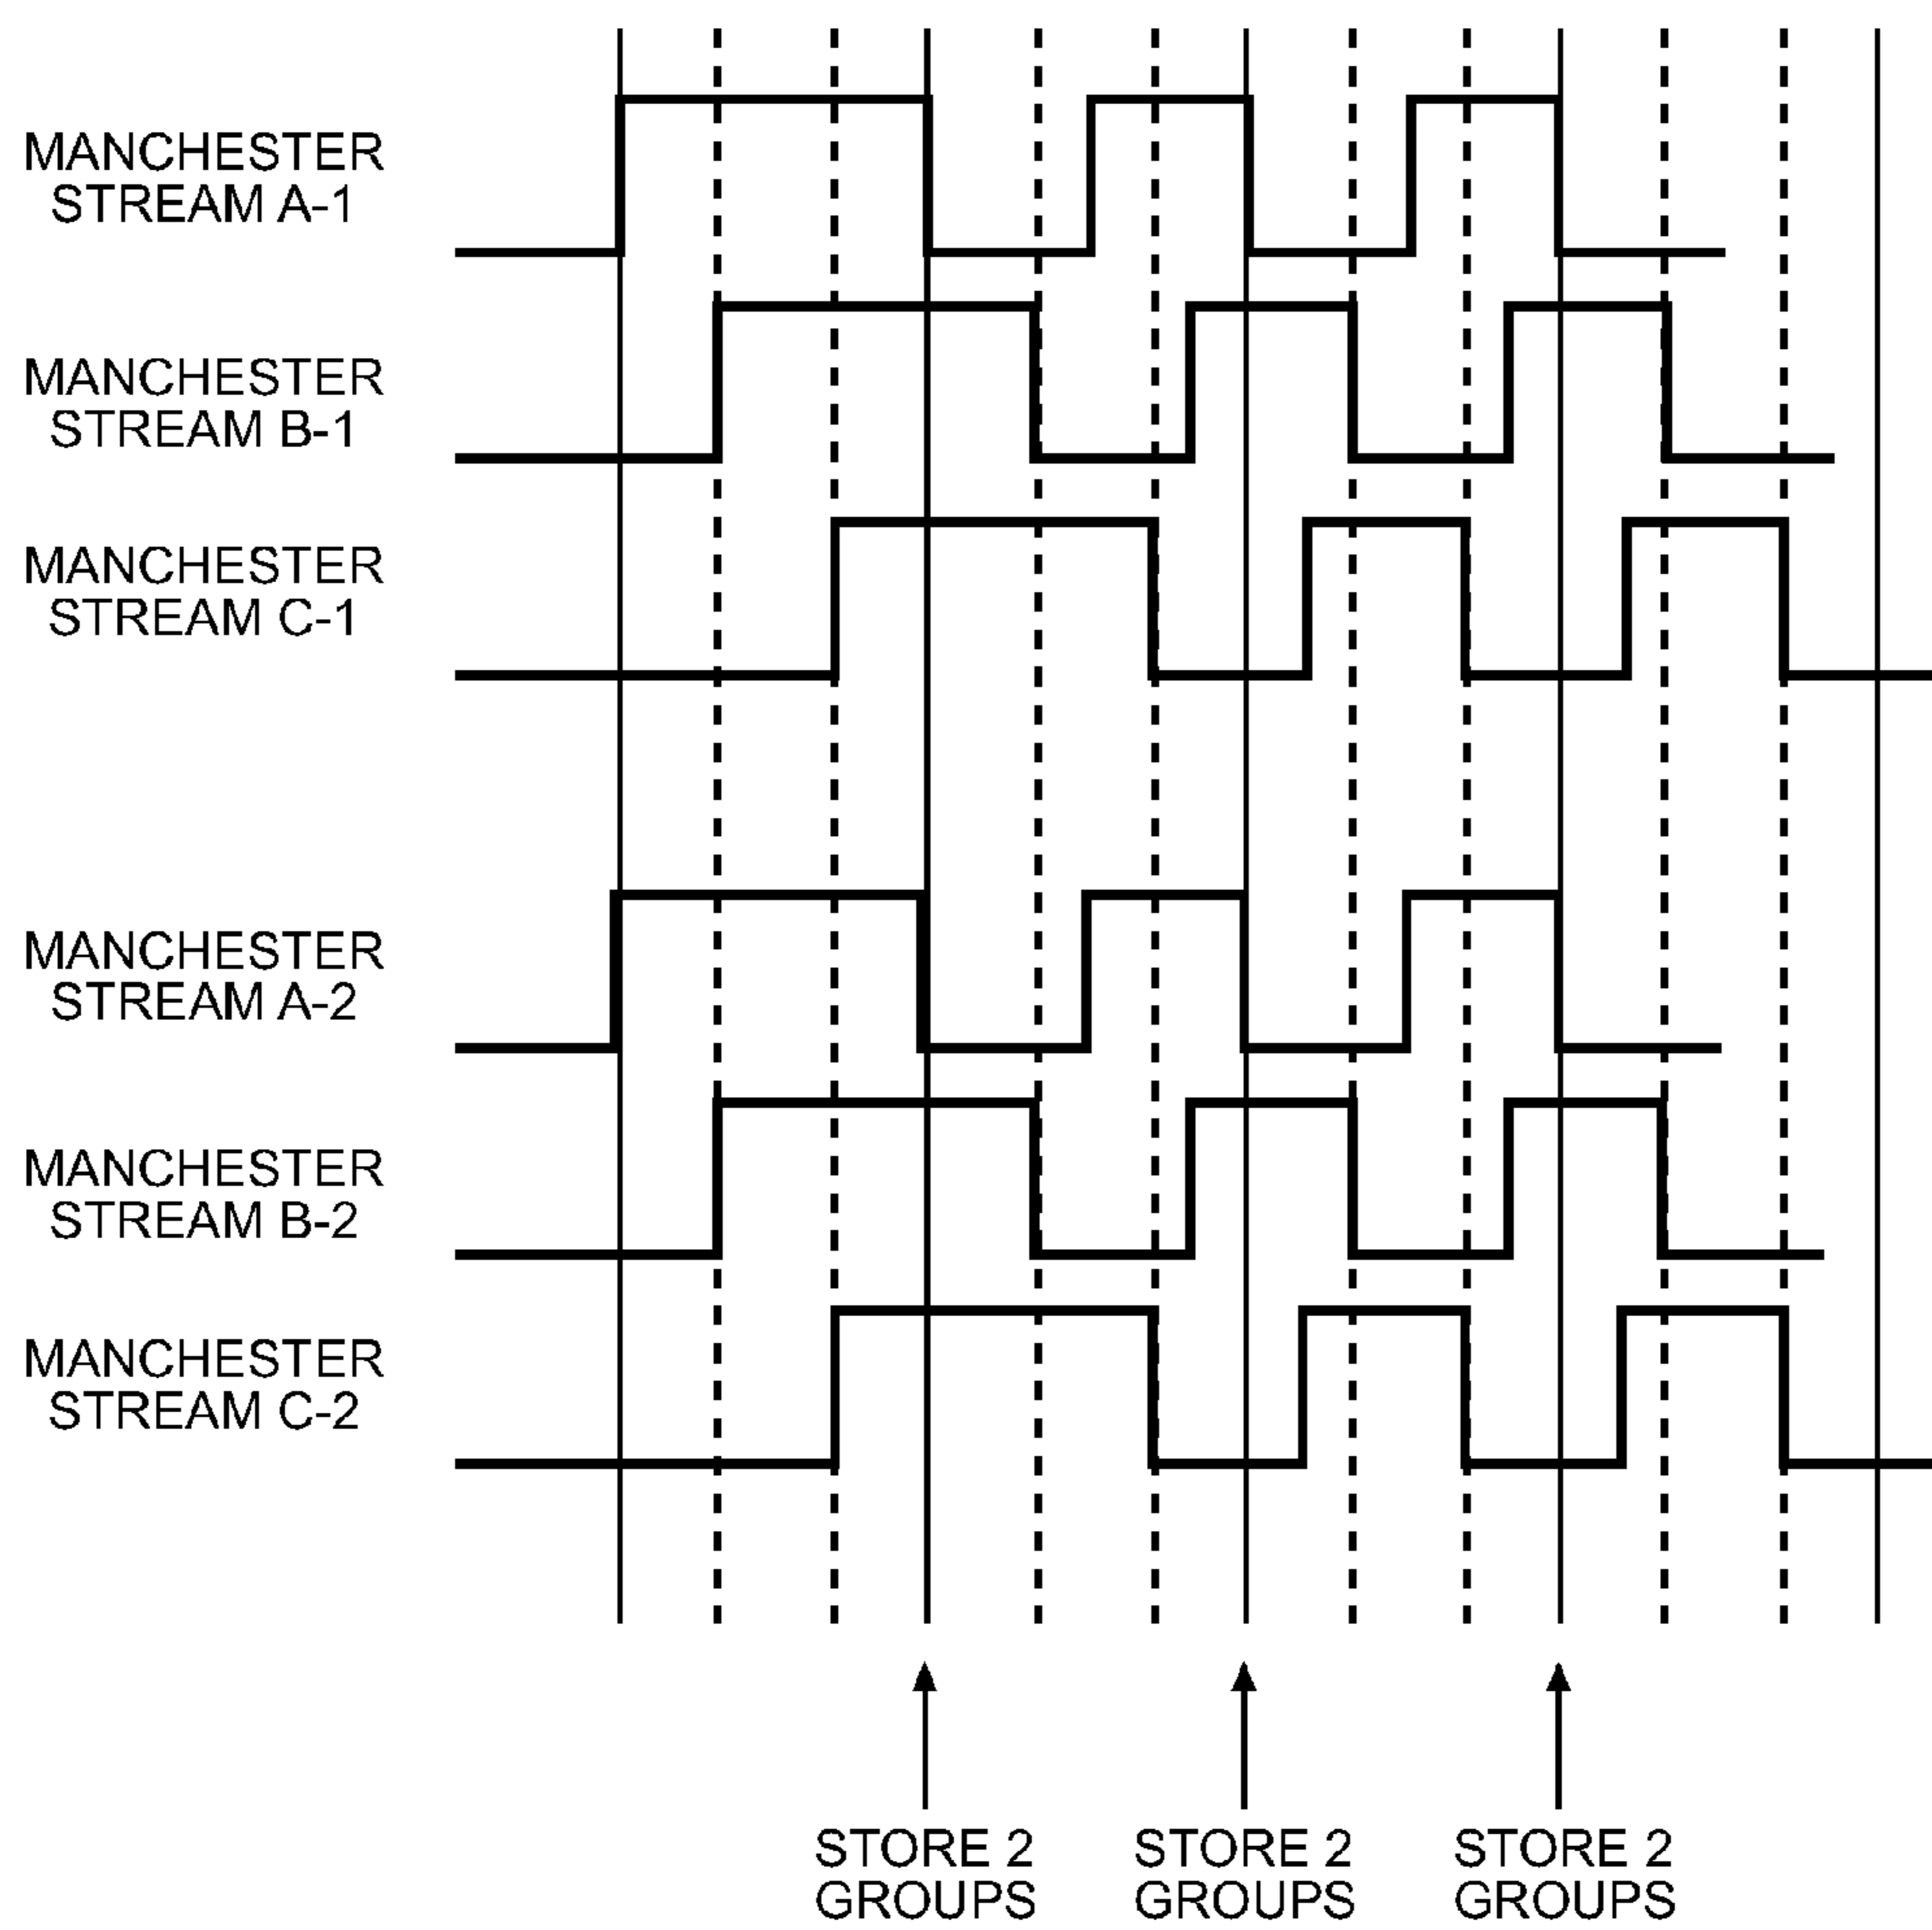 MANCHESTER
STREAM A-1
MANCHESTER
STREAM B-1
MANCHESTER
STREAM C-1
MANCHESTER
STREAM A-2
MANCHESTER
STREAM B-2
MANCHESTER
STREAM C-2
STORE 2
GROUPS
STORE 2
GROUPS
STORE 2
GROUPS